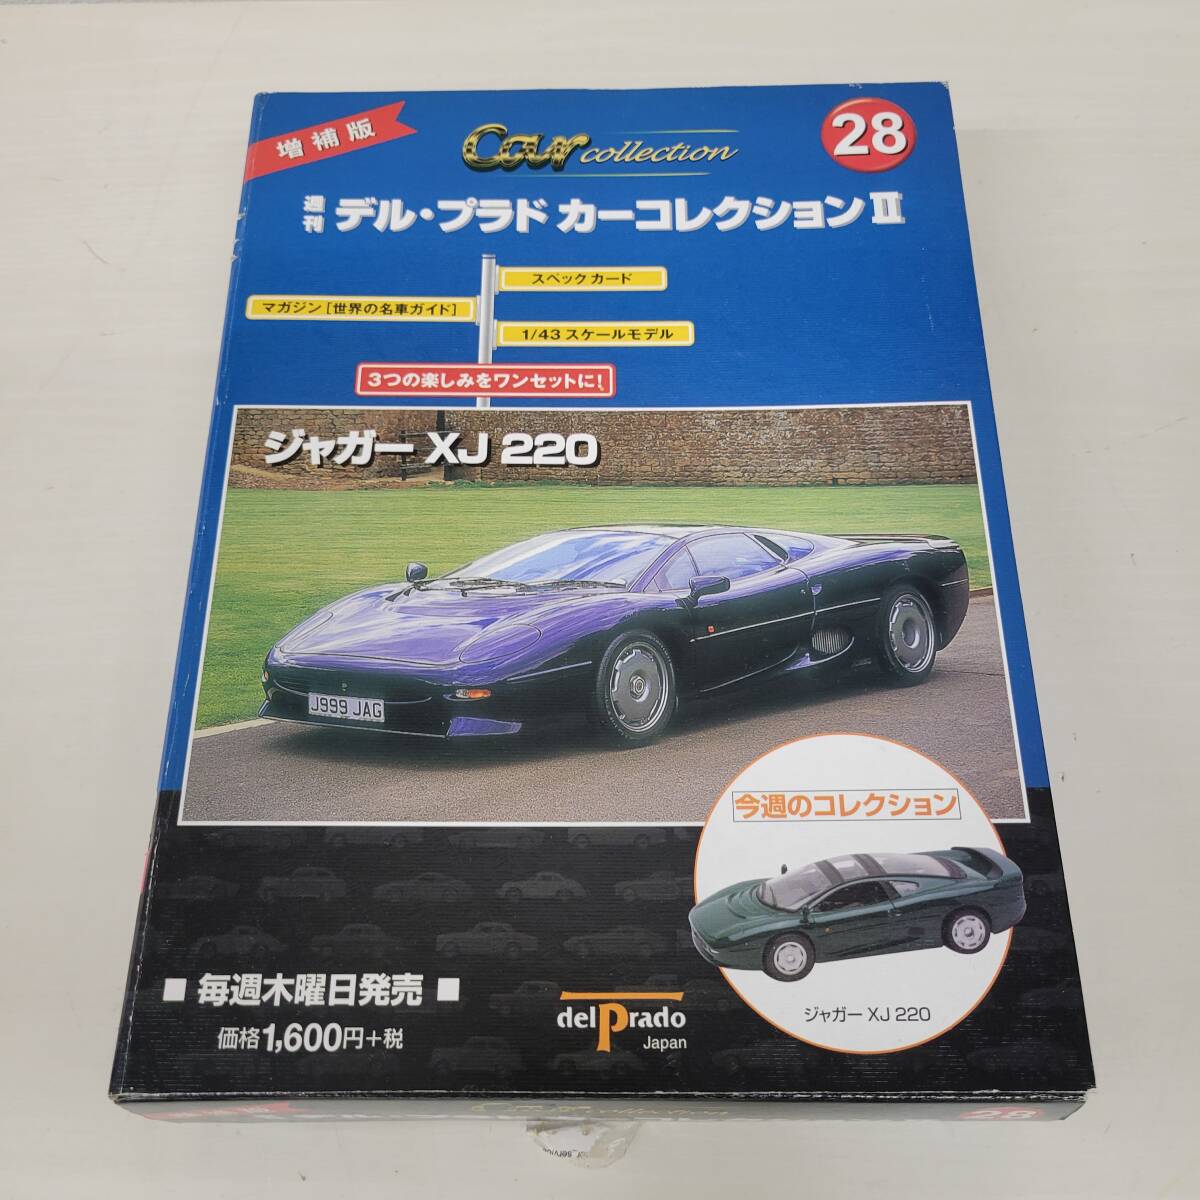 増補版
Car collection
28
週刊 デル・プラド カーコレクションⅡ
スペックカード
マガジン［世界の名車ガイド］
1/43 スケールモデル
3つの楽しみをワンセットに!
ジャガー XJ 220
J999 JAG
今週のコレクション
ジャガー XJ 220
■ 毎週木曜日発売 ■
価格1,600円+税
del Prado
Japan
28